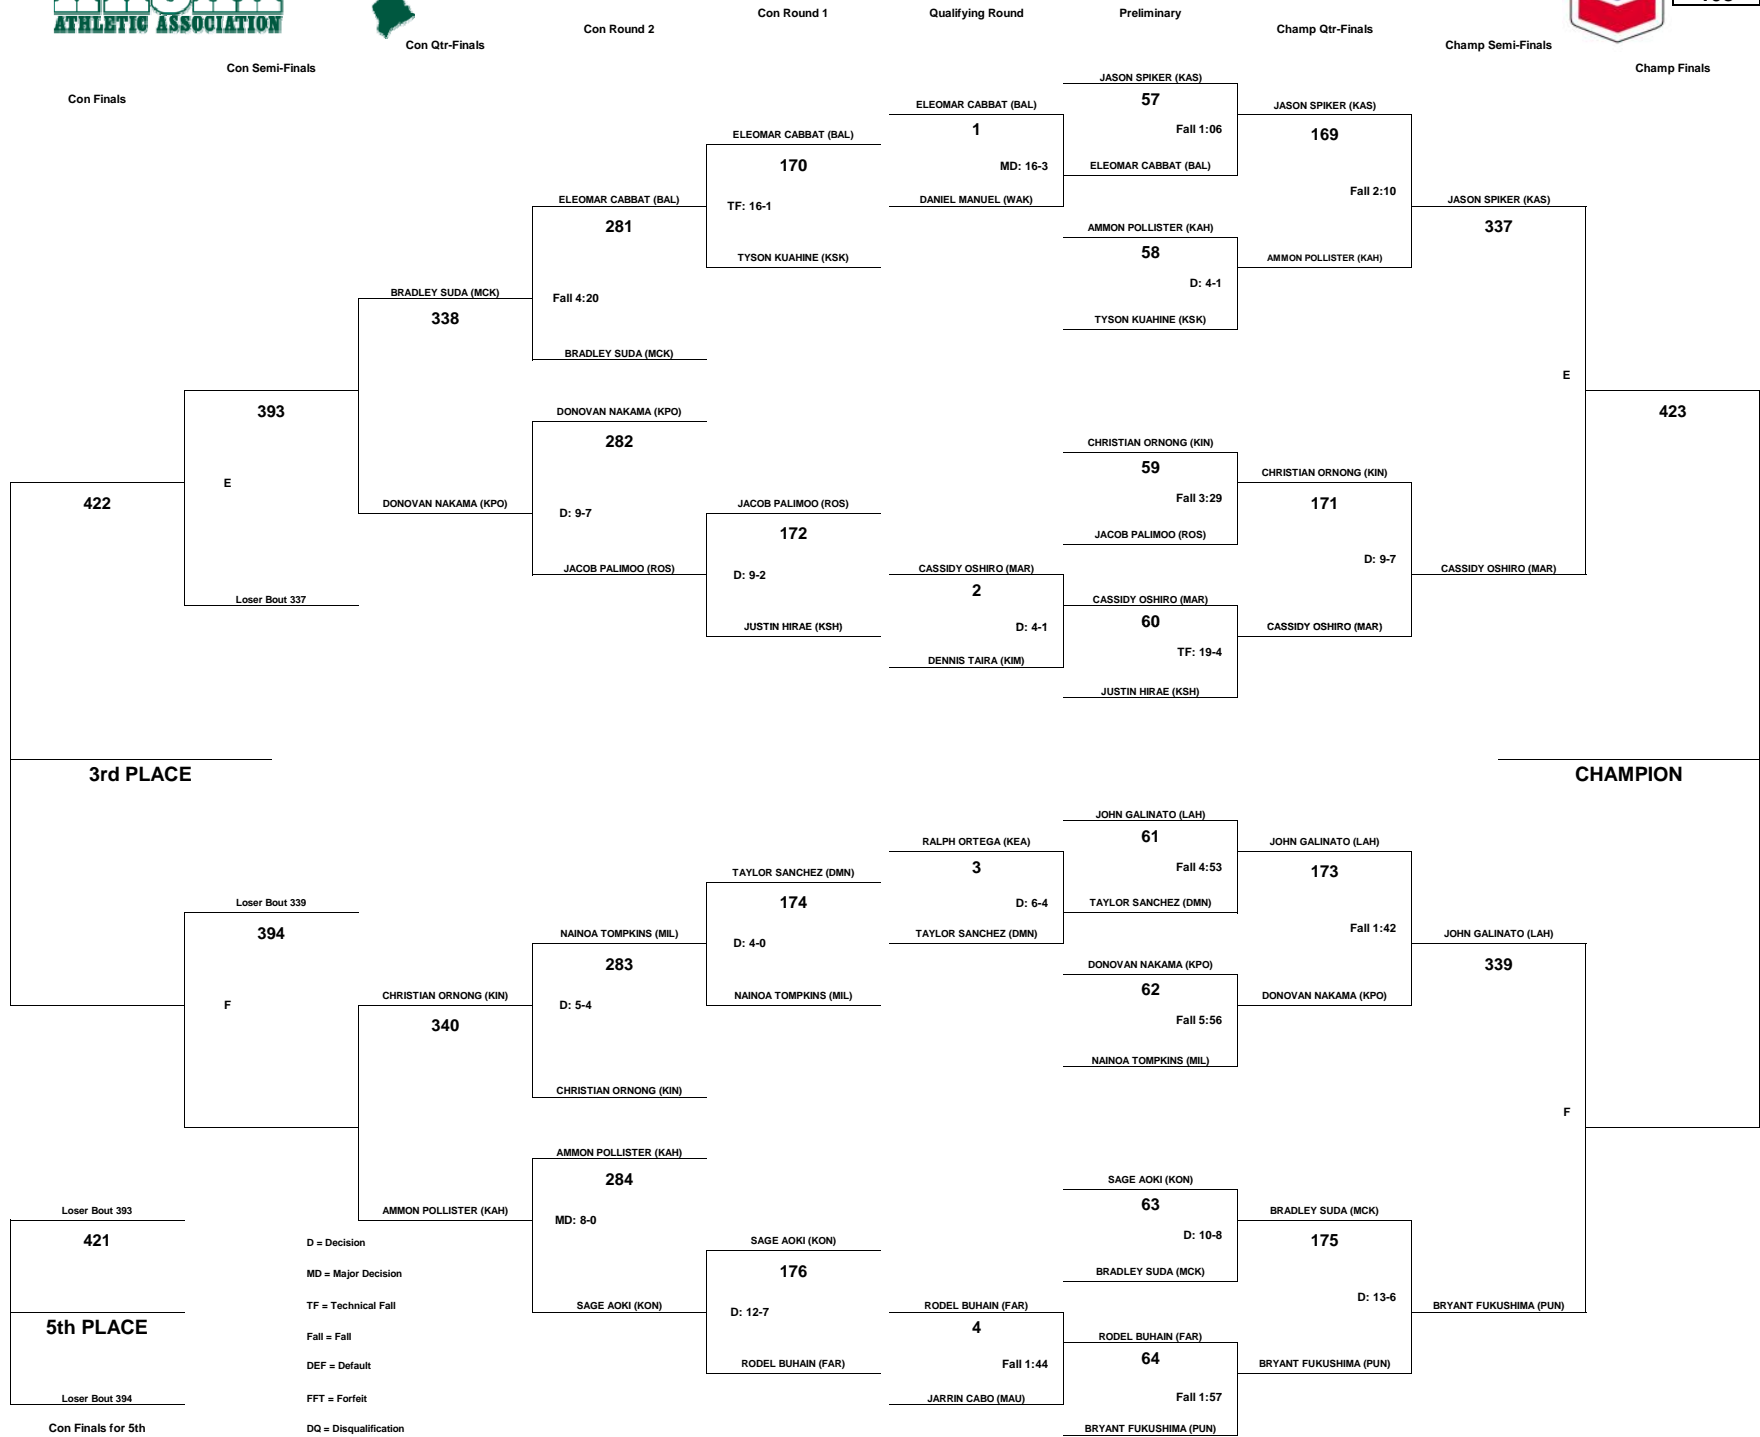 ATHLETIC ASSOCIATION
Con Finals
Con Semi-Finals
Con Qtr-Finals
Con Round 2
Con Round 1
Qualifying Round
Preliminary
Champ Qtr-Finals
Champ Semi-Finals
Champ Finals
JASON SPIKER (KAS)
57
Fall 1:06
ELEOMAR CABBAT (BAL)
JASON SPIKER (KAS)
169
Fall 2:10
ELEOMAR CABBAT (BAL)
1
MD: 16-3
DANIEL MANUEL (WAK)
ELEOMAR CABBAT (BAL)
170
TF: 16-1
TYSON KUAHINE (KSK)
ELEOMAR CABBAT (BAL)
281
Fall 4:20
BRADLEY SUDA (MCK)
AMMON POLLISTER (KAH)
58
D: 4-1
TYSON KUAHINE (KSK)
AMMON POLLISTER (KAH)
JASON SPIKER (KAS)
337
E
BRADLEY SUDA (MCK)
338
DONOVAN NAKAMA (KPO)
393
E
Loser Bout 337
422
423
DONOVAN NAKAMA (KPO)
282
D: 9-7
JACOB PALIMOO (ROS)
JACOB PALIMOO (ROS)
172
D: 9-2
JUSTIN HIRAE (KSH)
CASSIDY OSHIRO (MAR)
2
D: 4-1
DENNIS TAIRA (KIM)
CHRISTIAN ORNONG (KIN)
59
Fall 3:29
JACOB PALIMOO (ROS)
CASSIDY OSHIRO (MAR)
60
TF: 19-4
JUSTIN HIRAE (KSH)
CHRISTIAN ORNONG (KIN)
171
D: 9-7
CASSIDY OSHIRO (MAR)
CASSIDY OSHIRO (MAR)
3rd PLACE
CHAMPION
JOHN GALINATO (LAH)
61
Fall 4:53
TAYLOR SANCHEZ (DMN)
JOHN GALINATO (LAH)
173
Fall 1:42
DONOVAN NAKAMA (KPO)
RALPH ORTEGA (KEA)
3
D: 6-4
TAYLOR SANCHEZ (DMN)
TAYLOR SANCHEZ (DMN)
174
D: 4-0
NAINOA TOMPKINS (MIL)
NAINOA TOMPKINS (MIL)
283
D: 5-4
CHRISTIAN ORNONG (KIN)
Loser Bout 339
394
F
CHRISTIAN ORNONG (KIN)
340
AMMON POLLISTER (KAH)
DONOVAN NAKAMA (KPO)
62
Fall 5:56
NAINOA TOMPKINS (MIL)
JOHN GALINATO (LAH)
339
F
BRYANT FUKUSHIMA (PUN)
AMMON POLLISTER (KAH)
284
MD: 8-0
SAGE AOKI (KON)
SAGE AOKI (KON)
176
D: 12-7
RODEL BUHAIN (FAR)
RODEL BUHAIN (FAR)
4
Fall 1:44
JARRIN CABO (MAU)
SAGE AOKI (KON)
63
D: 10-8
BRADLEY SUDA (MCK)
RODEL BUHAIN (FAR)
64
Fall 1:57
BRYANT FUKUSHIMA (PUN)
BRADLEY SUDA (MCK)
175
D: 13-6
BRYANT FUKUSHIMA (PUN)
Loser Bout 393
421
5th PLACE
Loser Bout 394
Con Finals for 5th
D = Decision
MD = Major Decision
TF = Technical Fall
Fall = Fall
DEF = Default
FFT = Forfeit
DQ = Disqualification